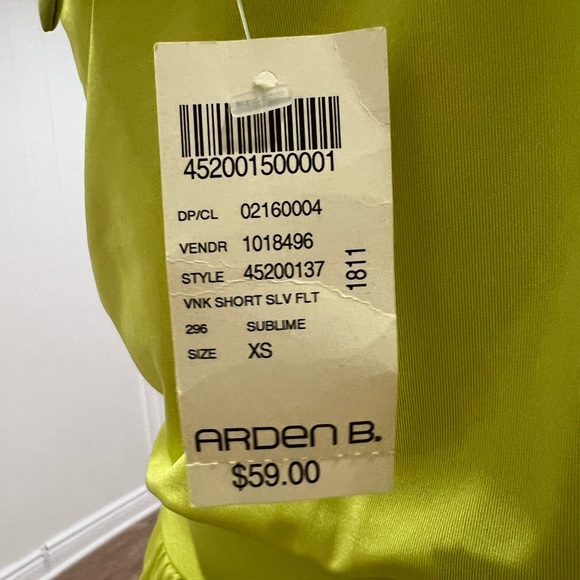 452001500001
DP/CL 02160004
VENDR 1018496
STYLE 45200137
1811
VNK SHORT SLV FLT
296 SUBLIME
SIZE XS
ARDEN B.
$59.00